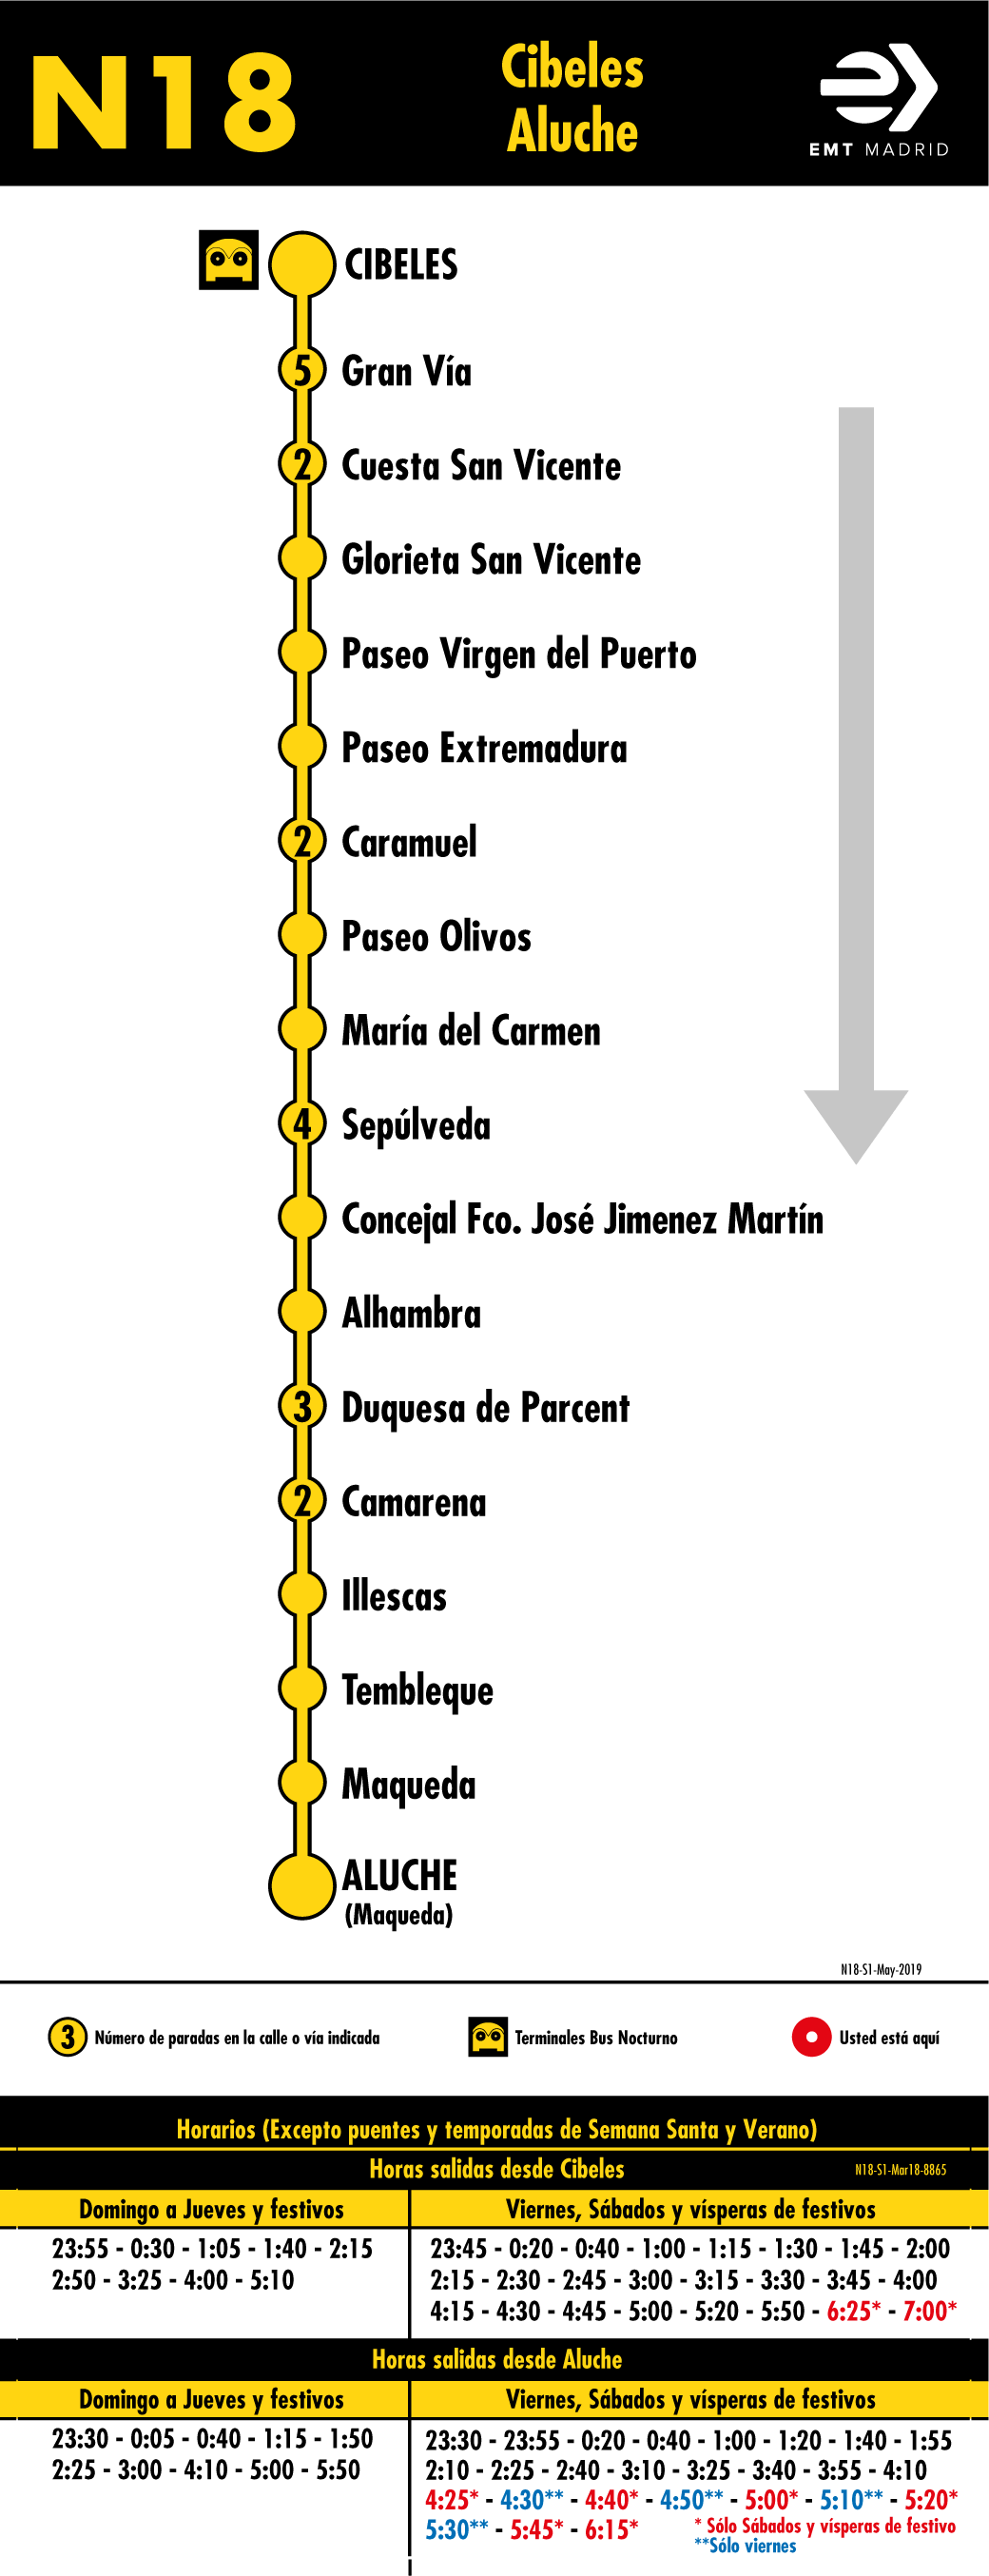 N18
Cibeles
Aluche
EMT MADRID
CIBELES
5 Gran Vía
2 Cuesta San Vicente
Glorieta San Vicente
Paseo Virgen del Puerto
Paseo Extremadura
2 Caramuel
Paseo Olivos
María del Carmen
4 Sepúlveda
Concejal Fco. José Jimenez Martín
Alhambra
3 Duquesa de Parcent
2 Camarena
Illescas
Tembleque
Maqueda
ALUCHE
(Maqueda)
N18-S1-May-2019
3 Número de paradas en la calle o vía indicada
Terminales Bus Nocturno
Usted está aquí
Horarios (Excepto puentes y temporadas de Semana Santa y Verano)
Horas salidas desde Cibeles
N18-S1-Mar18-8865
Domingo a Jueves y festivos
23:55 - 0:30 - 1:05 - 1:40 - 2:15
2:50 - 3:25 - 4:00 - 5:10
Viernes, Sábados y vísperas de festivos
23:45 - 0:20 - 0:40 - 1:00 - 1:15 - 1:30 - 1:45 - 2:00
2:15 - 2:30 - 2:45 - 3:00 - 3:15 - 3:30 - 3:45 - 4:00
4:15 - 4:30 - 4:45 - 5:00 - 5:20 - 5:50 - 6:25* - 7:00*
Horas salidas desde Aluche
Domingo a Jueves y festivos
23:30 - 0:05 - 0:40 - 1:15 - 1:50
2:25 - 3:00 - 4:10 - 5:00 - 5:50
Viernes, Sábados y vísperas de festivos
23:30 - 23:55 - 0:20 - 0:40 - 1:00 - 1:20 - 1:40 - 1:55
2:10 - 2:25 - 2:40 - 3:10 - 3:25 - 3:40 - 3:55 - 4:10
4:25* - 4:30** - 4:40* - 4:50** - 5:00* - 5:10** - 5:20*
5:30** - 5:45* - 6:15*
* Sólo Sábados y vísperas de festivo
**Sólo viernes